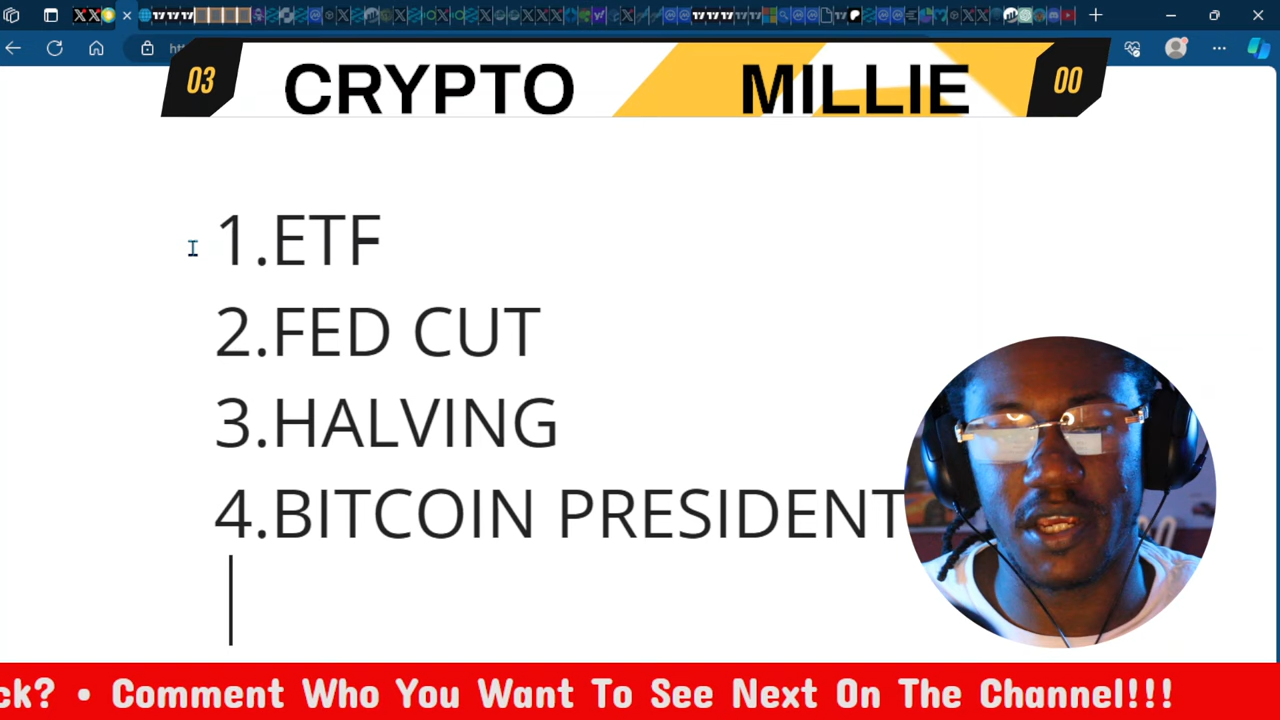 03 CRYPTO MILLIE 00
1.ETF
2.FED CUT
3.HALVING
4.BITCOIN PRESIDENT
ck? • Comment Who You Want To See Next On The Channel!!!